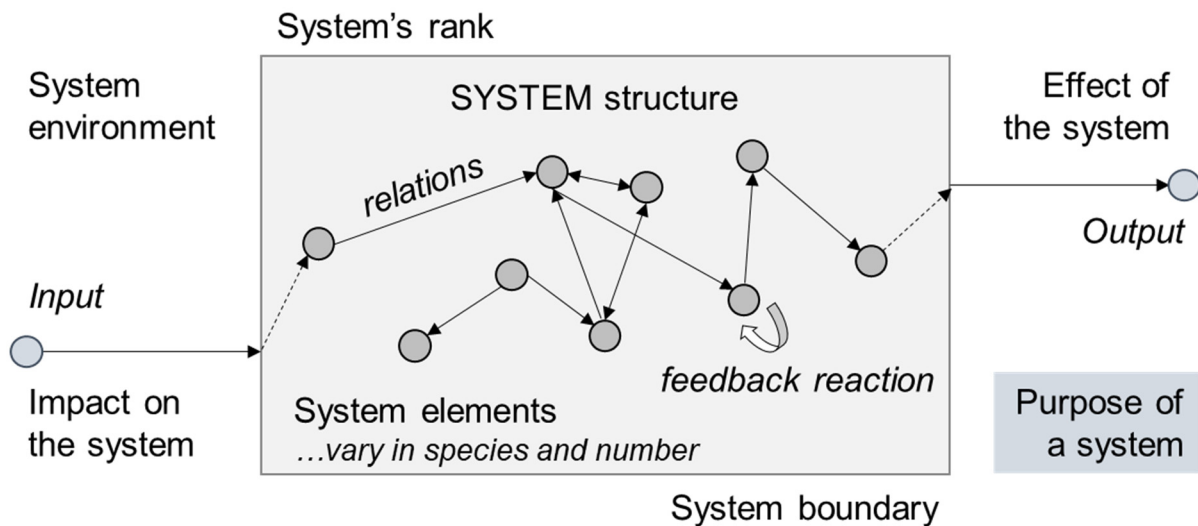 System’s rank
System
environment
SYSTEM structure
Effect of
the system
relations
Output
Input
Impact on
the system
feedback reaction
System elements
…vary in species and number
Purpose of
a system
System boundary